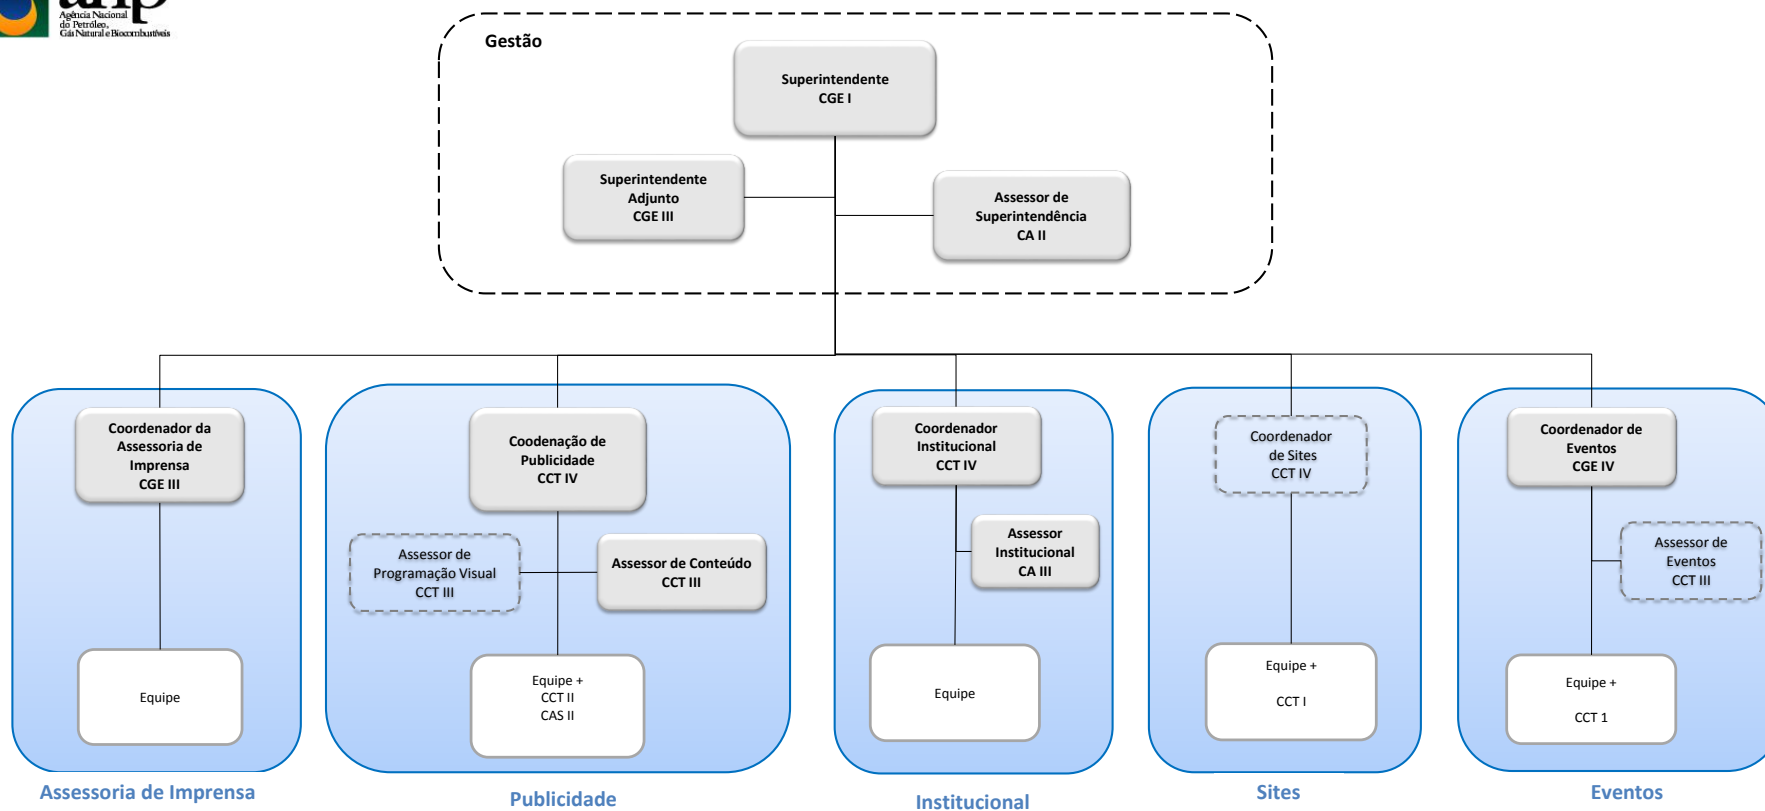 anp
Agência Nacional
do Petróleo,
Gás Natural e Biocombustíveis
Gestão
Superintendente
CGE I
Superintendente
Adjunto
CGE III
Assessor de
Superintendência
CA II
Coordenador da
Assessoria de
Imprensa
CGE III
Equipe
Assessoria de Imprensa
Coodenação de
Publicidade
CCT IV
Assessor de
Programação Visual
CCT III
Assessor de Conteúdo
CCT III
Equipe +
CCT II
CAS II
Publicidade
Coordenador
Institucional
CCT IV
Assessor
Institucional
CA III
Equipe
Institucional
Coordenador
de Sites
CCT IV
Equipe +
CCT I
Sites
Coordenador de
Eventos
CGE IV
Assessor de
Eventos
CCT III
Equipe +
CCT 1
Eventos